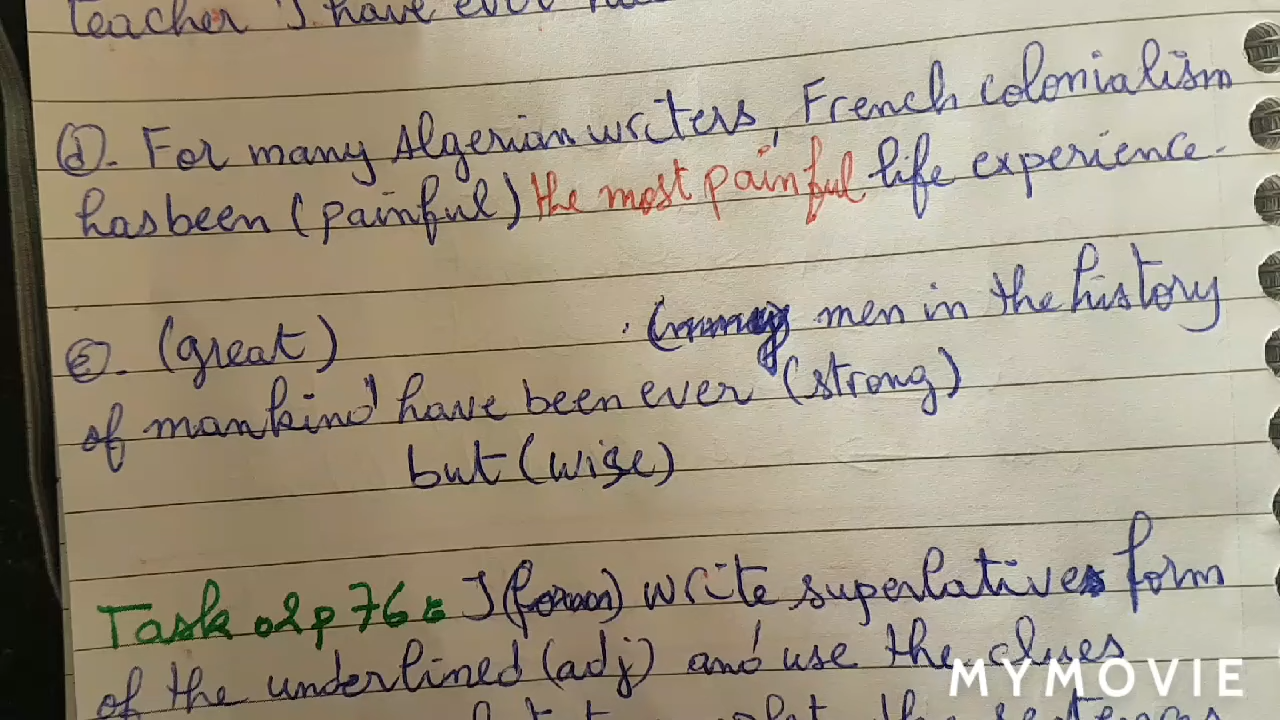 teacher I have ever
(d). For many Algerian writers, French colonialism
has been (painful) the most painful life experience.
(great) men in the history
of mankind have been ever (strong)
but (wise)
Task 02 p 76: I write superlatives form
of the underlined (adj) and use the clues
the sentences
MYMOVIE